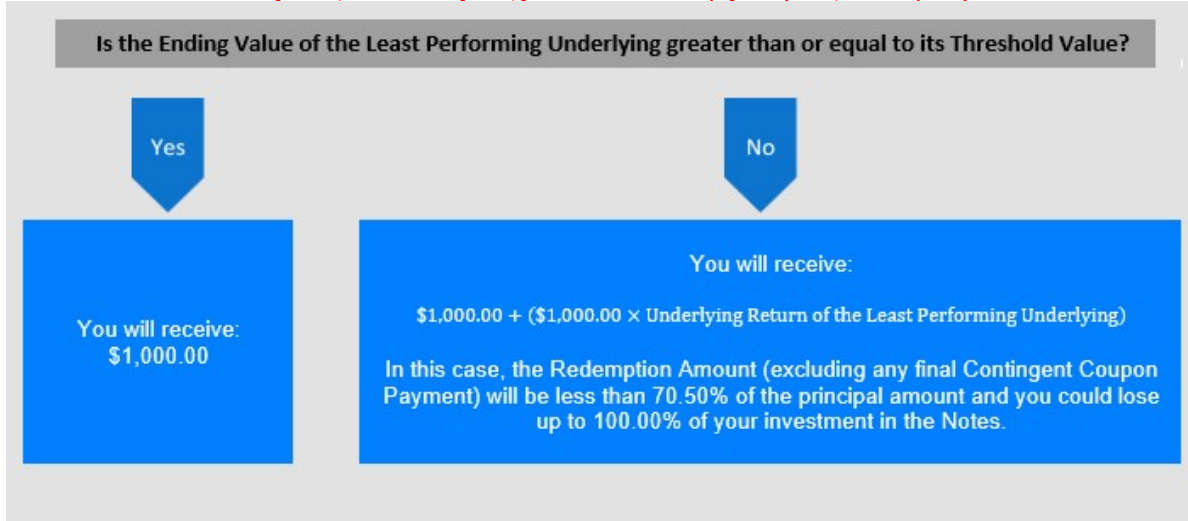 Is the Ending Value of the Least Performing Underlying greater than or equal to its Threshold Value?
Yes
No
You will receive:
$1,000.00
You will receive:
$1,000.00 + ($1,000.00 × Underlying Return of the Least Performing Underlying)
In this case, the Redemption Amount (excluding any final Contingent Coupon
Payment) will be less than 70.50% of the principal amount and you could lose
up to 100.00% of your investment in the Notes.